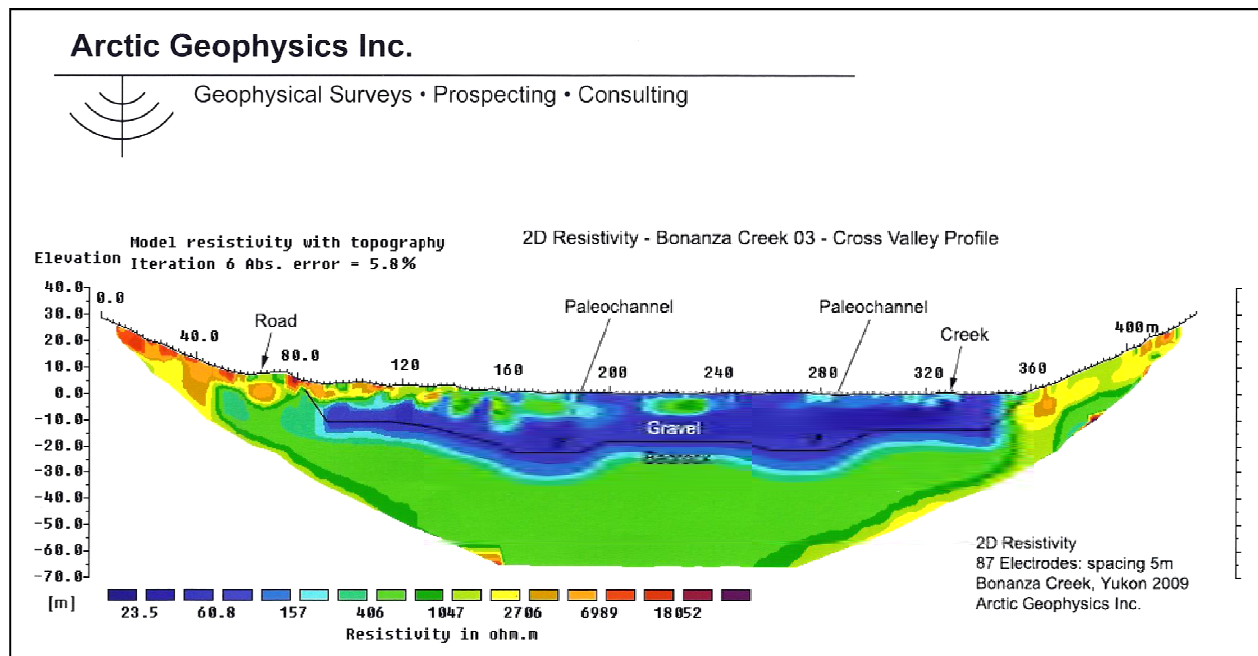 Arctic Geophysics Inc.
Geophysical Surveys • Prospecting • Consulting
Model resistivity with topography
Iteration 6 Abs. error = 5.8%
2D Resistivity - Bonanza Creek 03 - Cross Valley Profile
Elevation
40.0
30.0
20.0
10.0
0.0
-10.0
-20.0
-30.0
-40.0
-50.0
-60.0
-70.0
[m]
0.0
40.0
80.0
120
160
200
240
280
320
360
400m
Road
Paleochannel
Paleochannel
Creek
Gravel
2D Resistivity
87 Electrodes: spacing 5m
Bonanza Creek, Yukon 2009
Arctic Geophysics Inc.
23.5 60.8 157 406 1047 2706 6989 18052
Resistivity in ohm.m